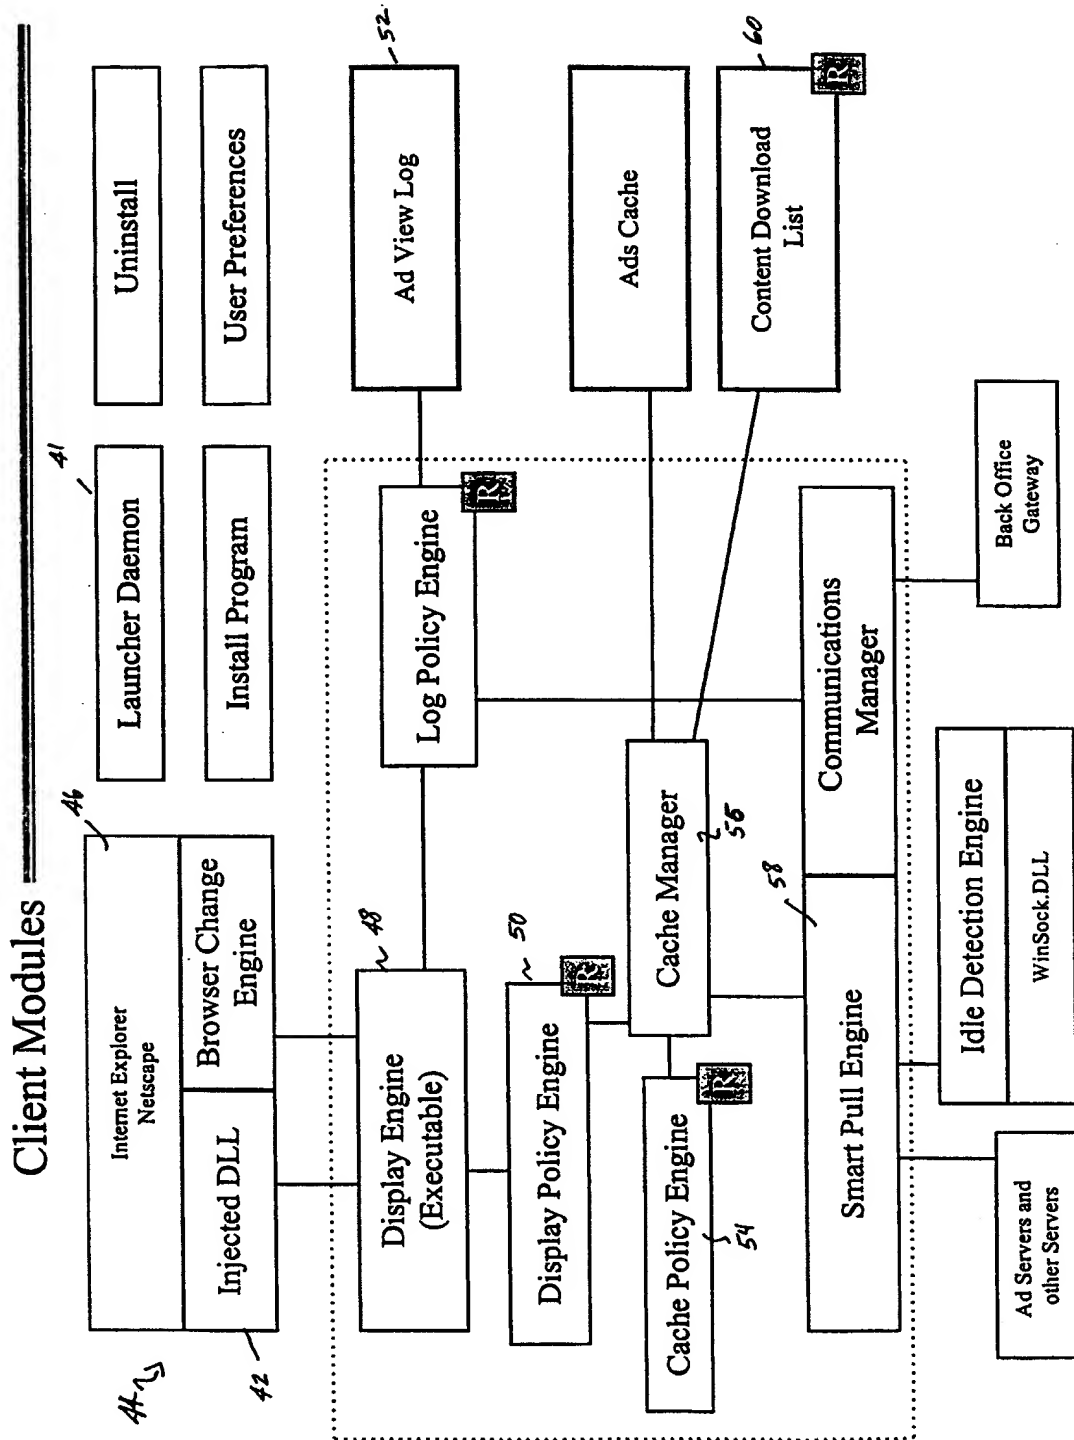 Client Modules
44
42
46
Internet Explorer
Netscape
Injected DLL
Browser Change
Engine
41
Launcher Daemon
Install Program
Uninstall
User Preferences
48
Display Engine
(Executable)
Log Policy Engine
R
52
Ad View Log
50
Display Policy Engine
R
Cache Manager
56
Cache Policy Engine
R
54
Ads Cache
60
Content Download
List
R
58
Smart Pull Engine
Communications
Manager
Ad Servers and
other Servers
Idle Detection Engine
WinSock.DLL
Back Office
Gateway